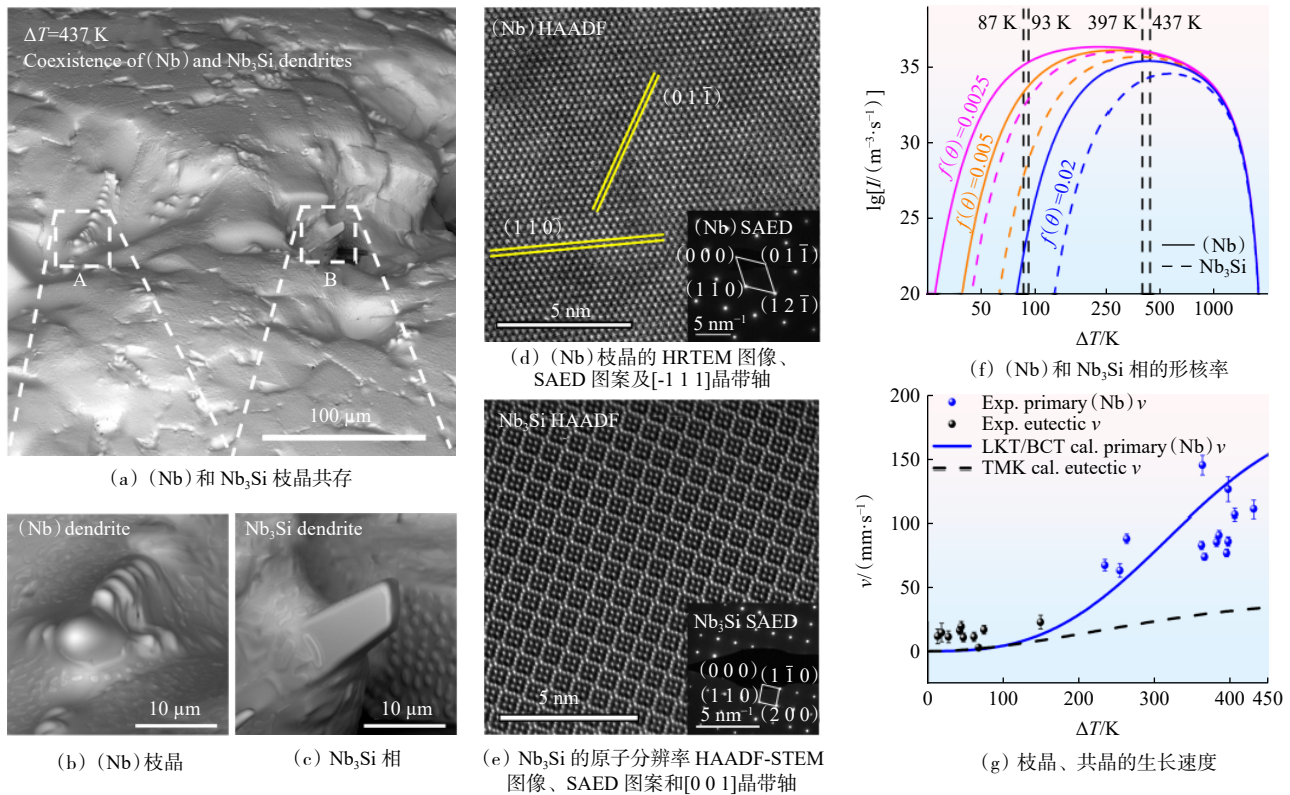 ΔT=437 K
Coexistence of (Nb) and Nb₃Si dendrites
A
B
100 µm
(a) (Nb)和 Nb₃Si 枝晶共存
(Nb) dendrite
10 µm
(b) (Nb)枝晶
Nb₃Si dendrite
10 µm
(c) Nb₃Si 相
(Nb) HAADF
(0 1 1̄)
(1 1̄ 0)
5 nm
(Nb) SAED
(0 0 0)
(0 1 1̄)
(1 1̄ 0)
(1 2 1̄)
5 nm⁻¹
(d) (Nb)枝晶的 HRTEM 图像、
SAED 图案及[-1 1 1]晶带轴
Nb₃Si HAADF
5 nm
Nb₃Si SAED
(0 0 0)
(1 1̄ 0)
(1 1 0)
(2 0 0)
5 nm⁻¹
(e) Nb₃Si 的原子分辨率 HAADF-STEM
图像、SAED 图案和[0 0 1]晶带轴
87 K
93 K
397 K
437 K
35
30
25
20
lg[I/(m⁻³·s⁻¹)]
f(θ)=0.0025
f(θ)=0.005
f(θ)=0.02
(Nb)
Nb₃Si
50
100
250
500
1000
ΔT/K
(f) (Nb)和 Nb₃Si 相的形核率
200
150
100
50
0
v/(mm·s⁻¹)
Exp. primary (Nb) v
Exp. eutectic v
LKT/BCT cal. primary (Nb) v
TMK cal. eutectic v
0
100
200
300
400
450
ΔT/K
(g) 枝晶、共晶的生长速度